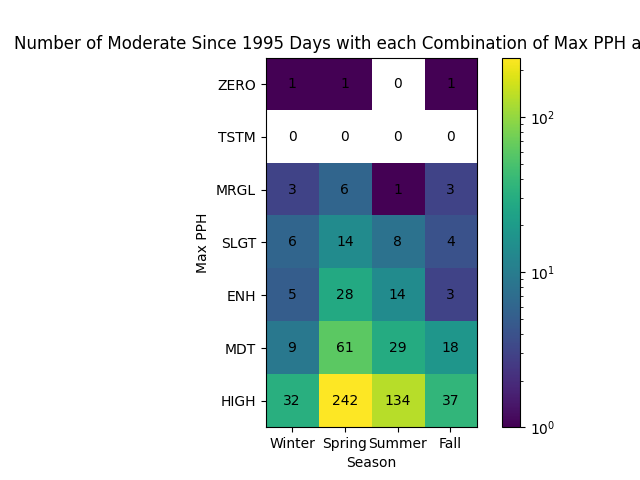 Number of Moderate Since 1995 Days with each Combination of Max PPH a
ZERO 1 1 0 1
TSTM 0 0 0 0
MRGL 3 6 1 3
SLGT 6 14 8 4
ENH 5 28 14 3
MDT 9 61 29 18
HIGH 32 242 134 37
Winter Spring Summer Fall
Season
Max PPH
10²
10¹
10⁰